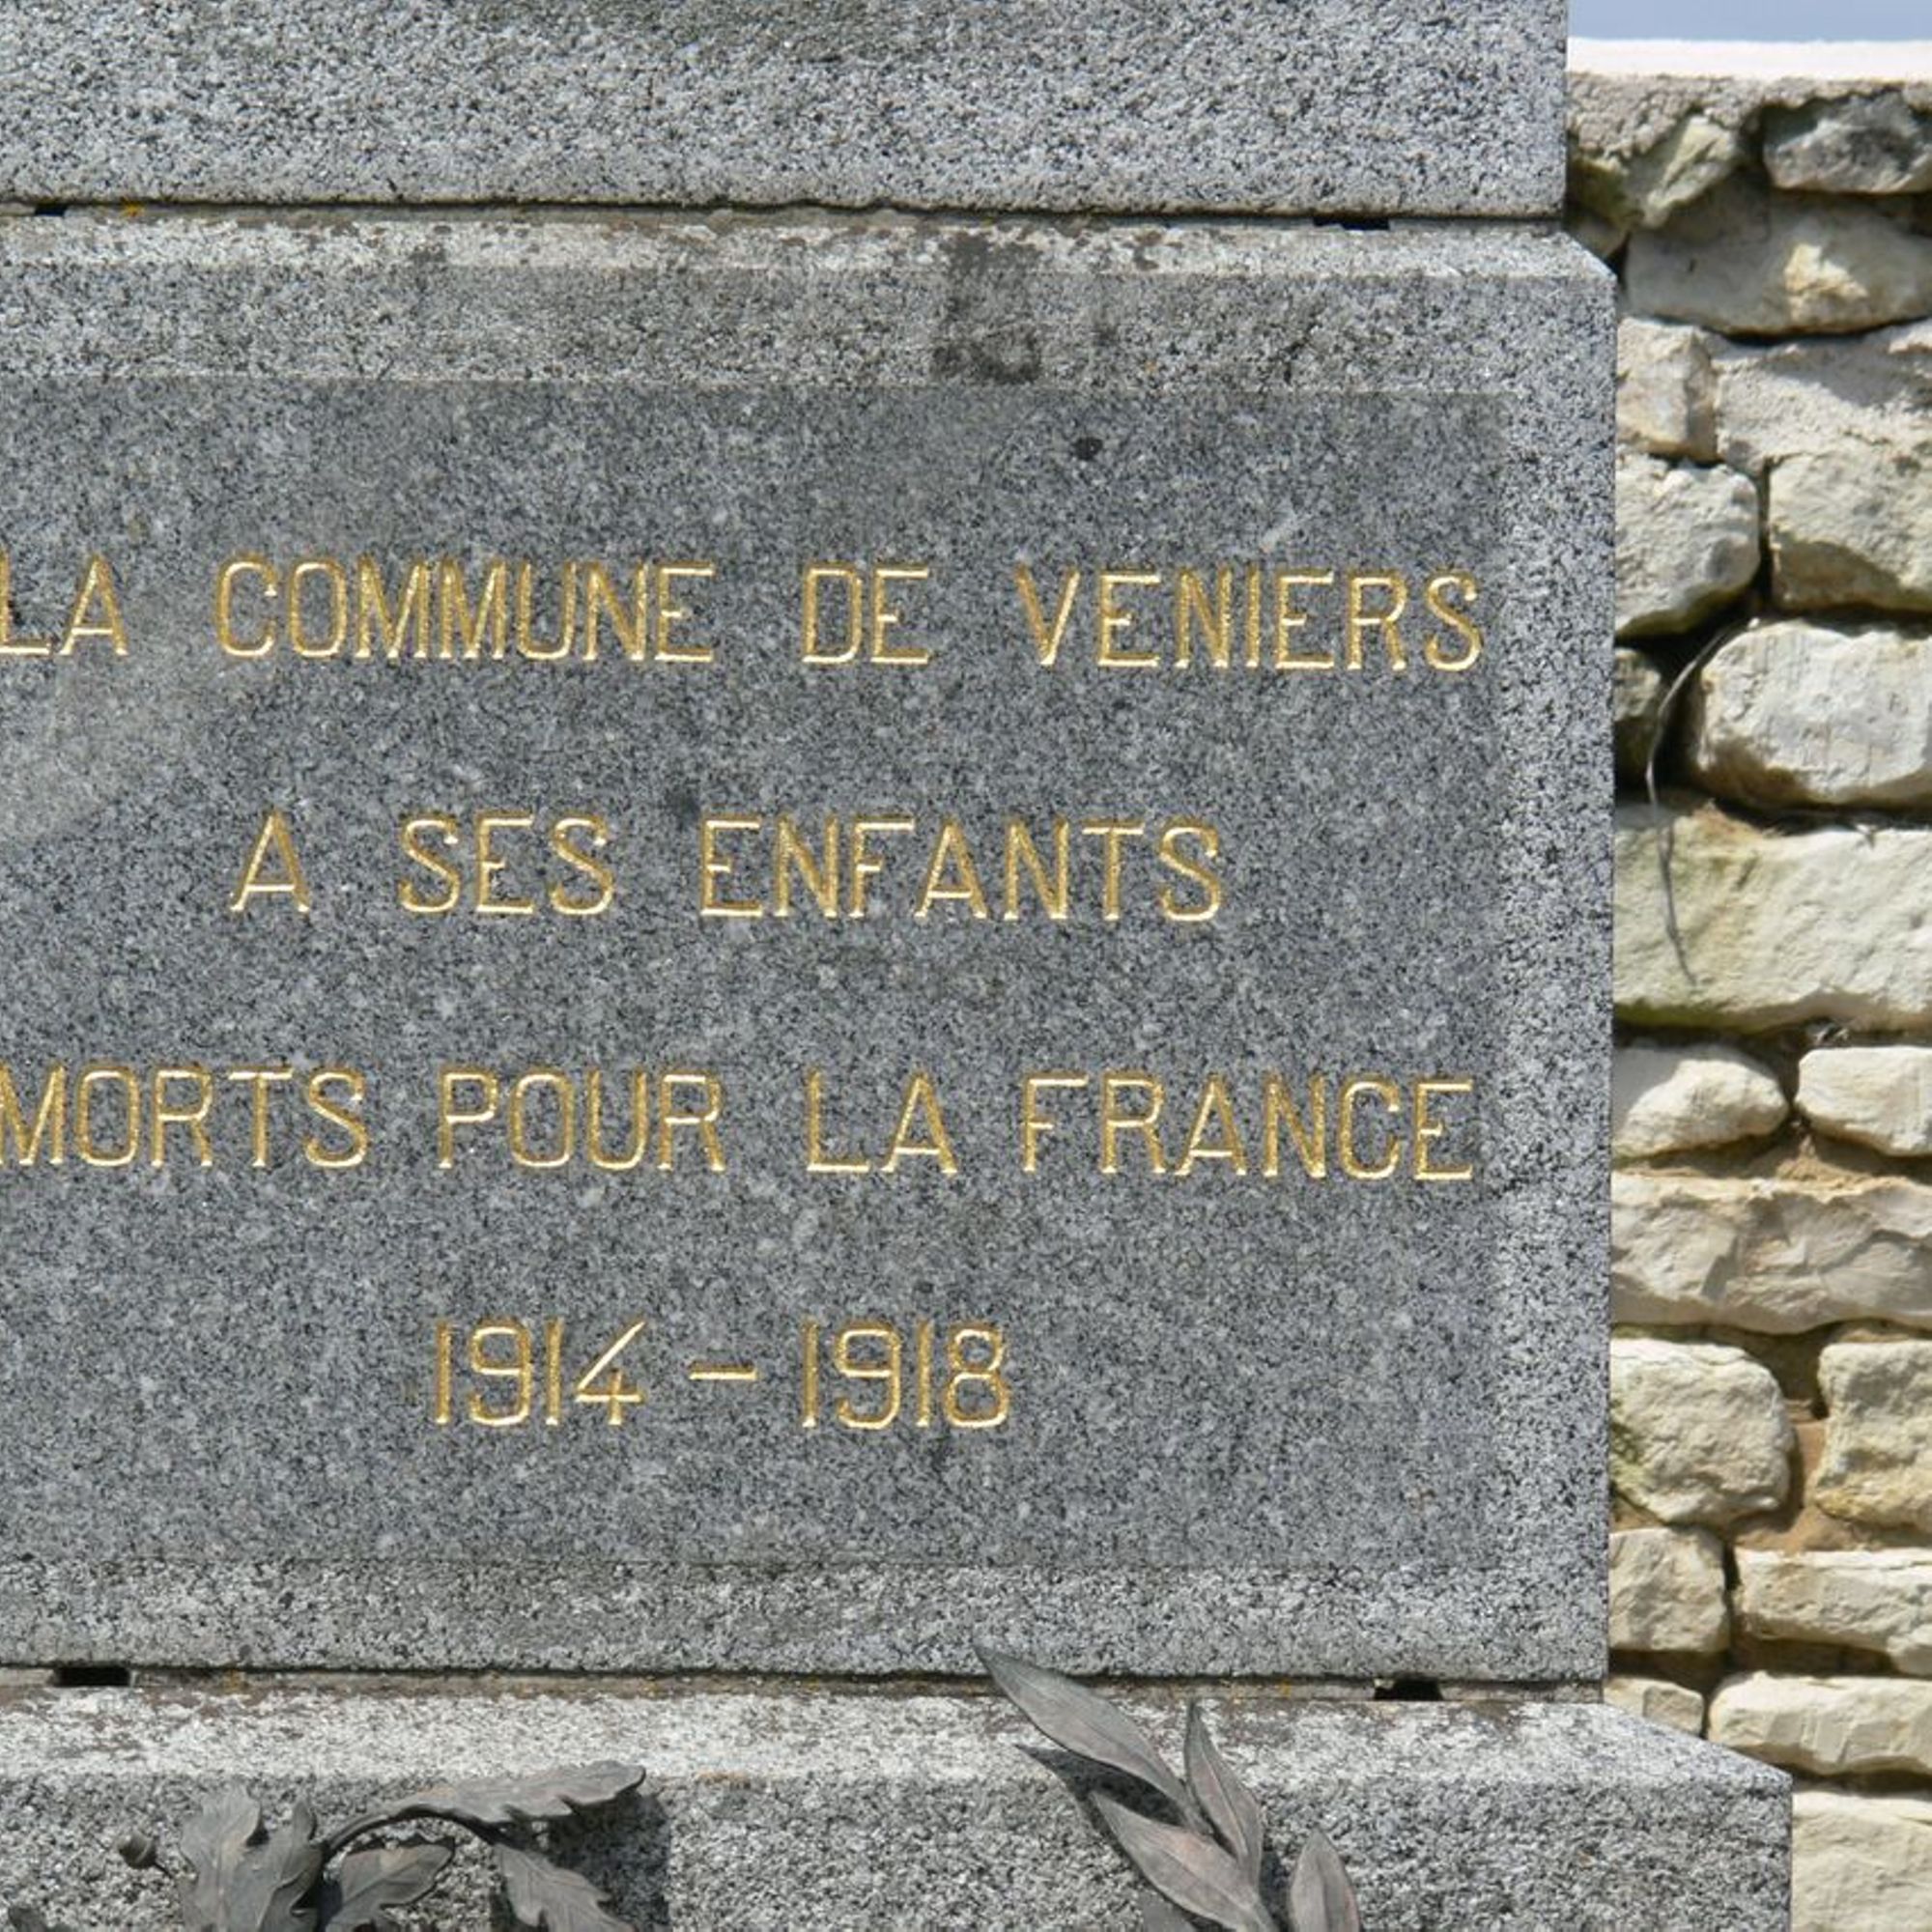 LA COMMUNE DE VENIERS
A SES ENFANTS
MORTS POUR LA FRANCE
1914 - 1918